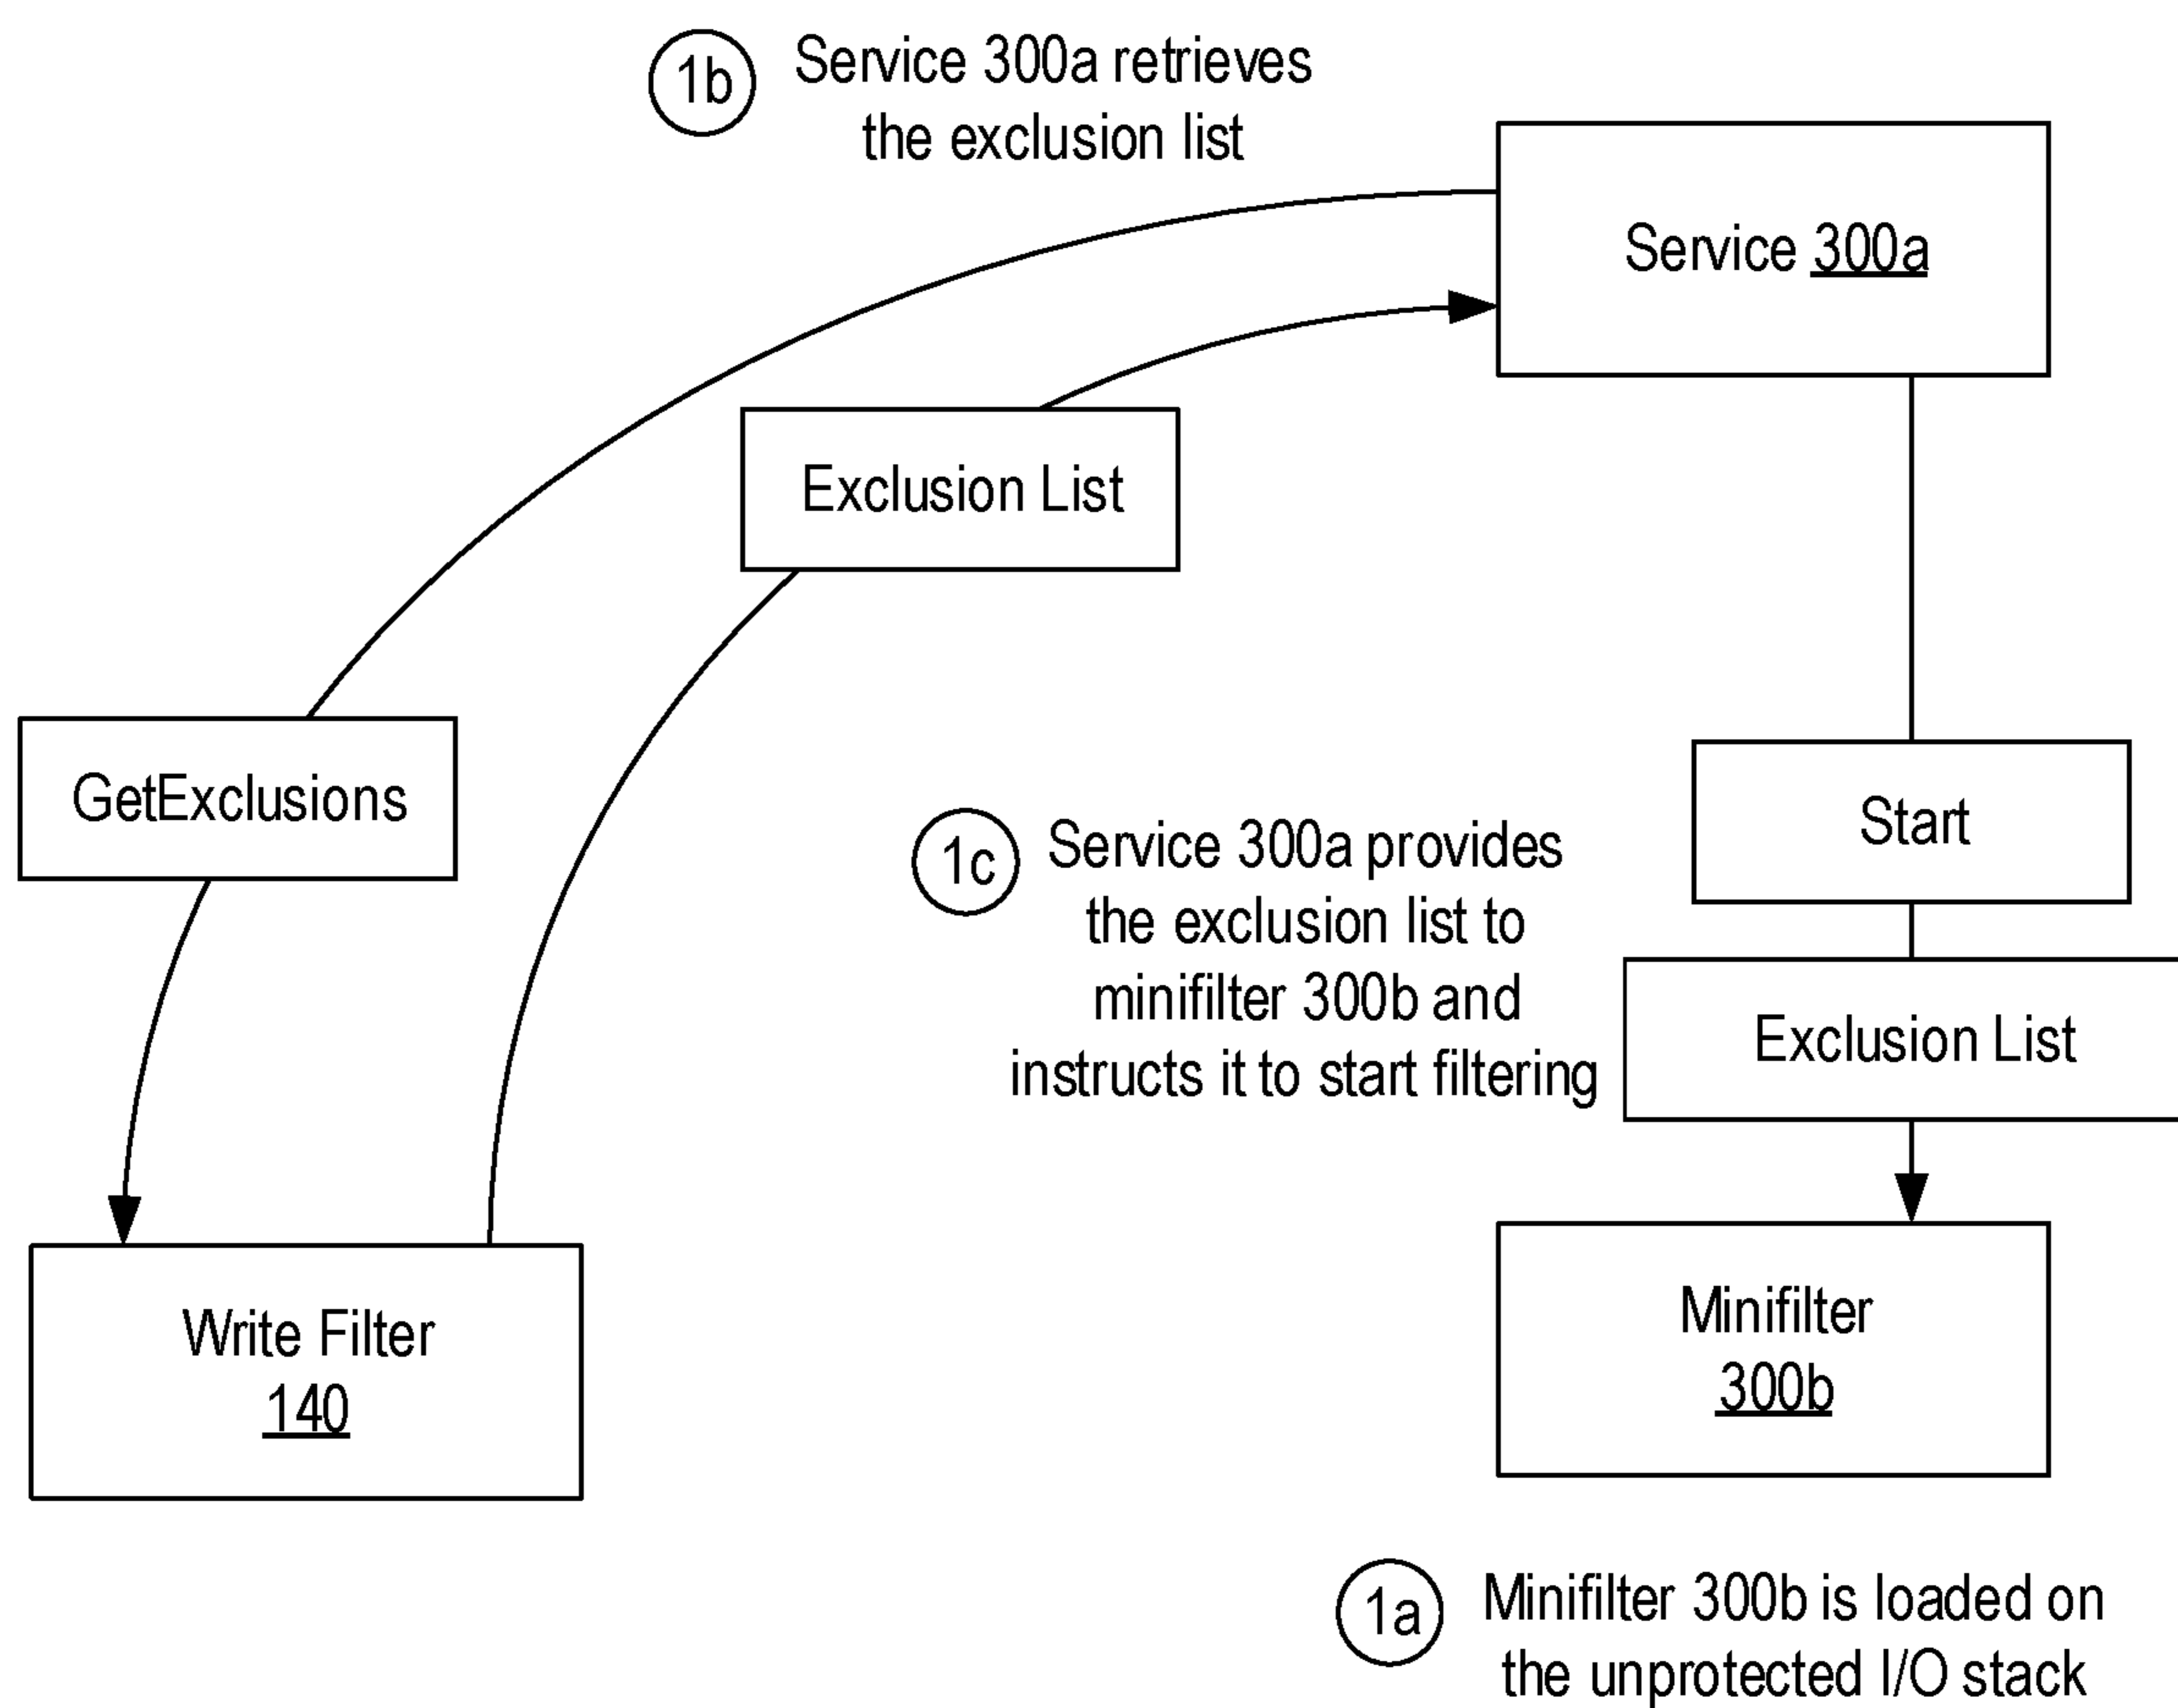 1b
Service 300a retrieves
the exclusion list
Service 300a
Exclusion List
GetExclusions
Start
1c
Service 300a provides
the exclusion list to
minifilter 300b and
instructs it to start filtering
Exclusion List
Write Filter
140
Minifilter
300b
1a
Minifilter 300b is loaded on
the unprotected I/O stack